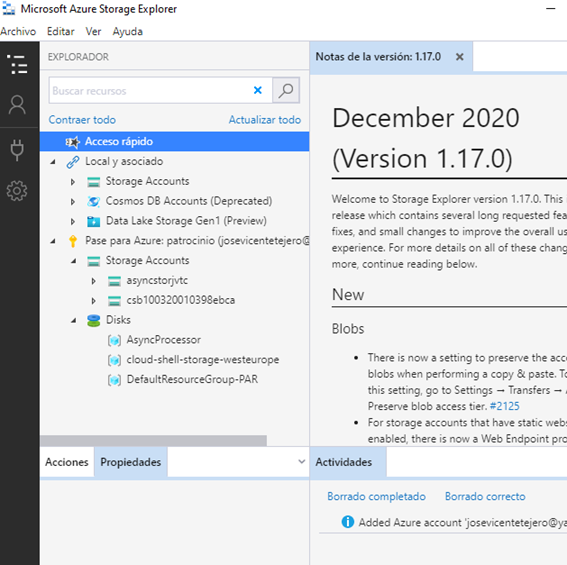 Microsoft Azure Storage Explorer
Archivo Editar Ver Ayuda
EXPLORADOR
Buscar recursos
Contraer todo Actualizar todo
Acceso rápido
Local y asociado
Storage Accounts
Cosmos DB Accounts (Deprecated)
Data Lake Storage Gen1 (Preview)
Pase para Azure: patrocinio (josevicentetejero@
Storage Accounts
asyncstorjvtc
csb100320010398ebca
Disks
AsyncProcessor
cloud-shell-storage-westeurope
DefaultResourceGroup-PAR
Acciones Propiedades
Notas de la versión: 1.17.0
December 2020
(Version 1.17.0)
Welcome to Storage Explorer version 1.17.0. This
release which contains several long requested fea
fixes, and small changes to improve the overall us
experience. For more details on all of these chang
more, continue reading below.
New
Blobs
There is now a setting to preserve the acce
blobs when performing a copy & paste. To
this setting, go to Settings → Transfers →
Preserve blob access tier. #2125
For storage accounts that have static webs
enabled, there is now a Web Endpoint pro
Actividades
Borrado completado Borrado correcto
Added Azure account 'josevicentetejero@ya